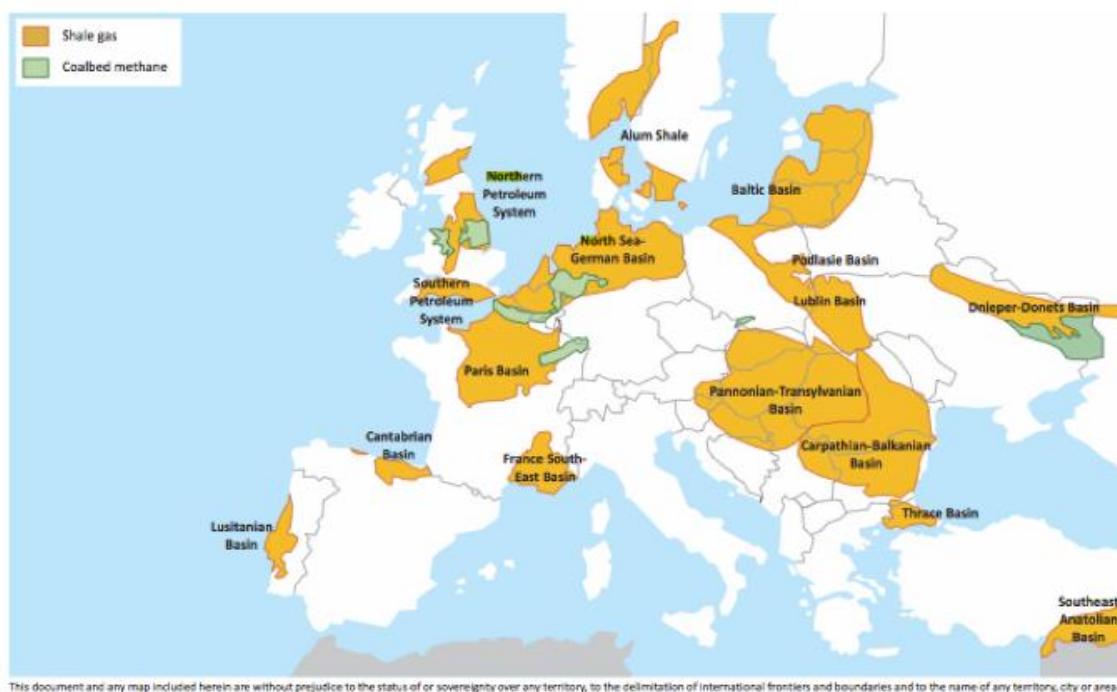 Shale gas
Coalbed methane
Alum Shale
Northern
Petroleum
System
Baltic Basin
North Sea-
German Basin
Podlasie Basin
Southern
Petroleum
System
Lublin Basin
Dnieper-Donets Basin
Paris Basin
Pannonian-Transylvanian
Basin
Cantabrian
Basin
Carpathian-Balkanian
Basin
France South-
East Basin
Lusitanian
Basin
Thrace Basin
Southeast
Anatolian
Basin
This document and any map included herein are without prejudice to the status of or sovereignty over any territory, to the delimitation of international frontiers and boundaries and to the name of any territory, city or area